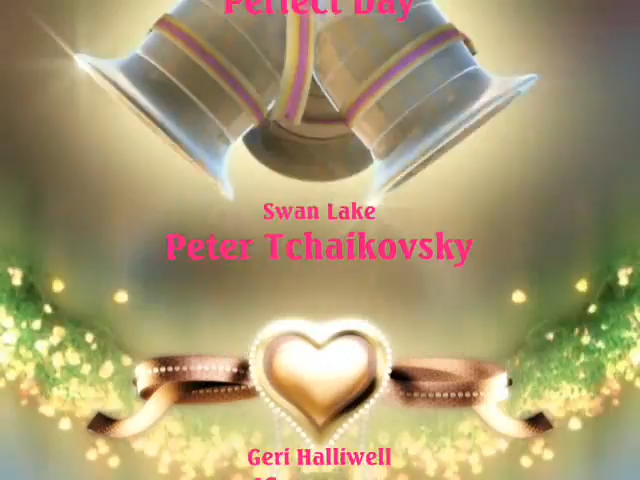 Perfect Day
Swan Lake
Peter Tchaikovsky
Geri Halliwell